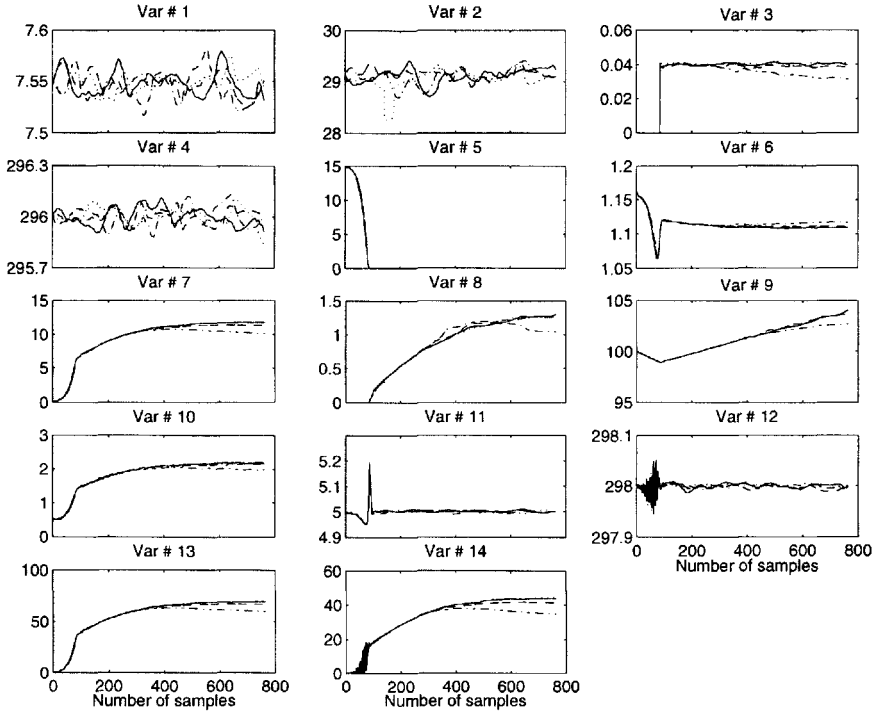 Var # 1
7.6
7.55
7.5
Var # 2
30
29
28
Var # 3
0.06
0.04
0.02
0
Var # 4
296.3
296
295.7
Var # 5
15
10
5
0
Var # 6
1.2
1.15
1.1
1.05
Var # 7
15
10
5
0
Var # 8
1.5
1
0.5
0
Var # 9
105
100
95
Var # 10
3
2
1
0
Var # 11
5.2
5.1
5
4.9
Var # 12
298.1
298
297.9
0 200 400 600 800
Number of samples
Var # 13
100
50
0
0 200 400 600 800
Number of samples
Var # 14
60
40
20
0
0 200 400 600 800
Number of samples